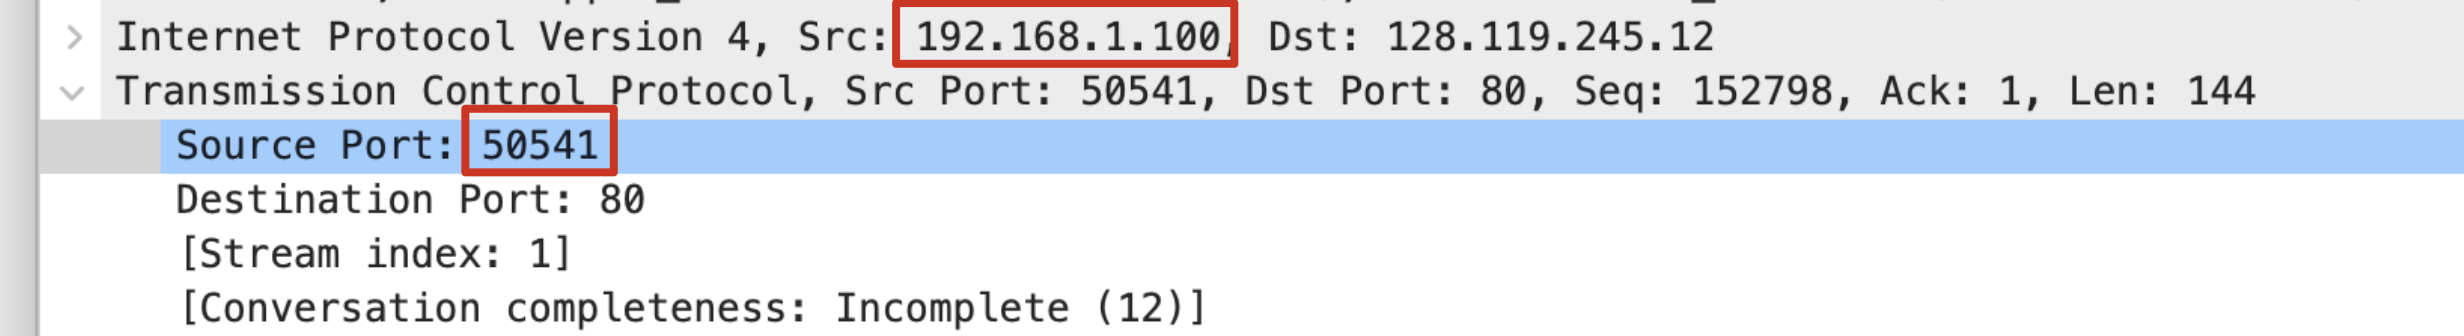 Internet Protocol Version 4, Src: 192.168.1.100, Dst: 128.119.245.12
Transmission Control Protocol, Src Port: 50541, Dst Port: 80, Seq: 152798, Ack: 1, Len: 144
Source Port: 50541
Destination Port: 80
[Stream index: 1]
[Conversation completeness: Incomplete (12)]